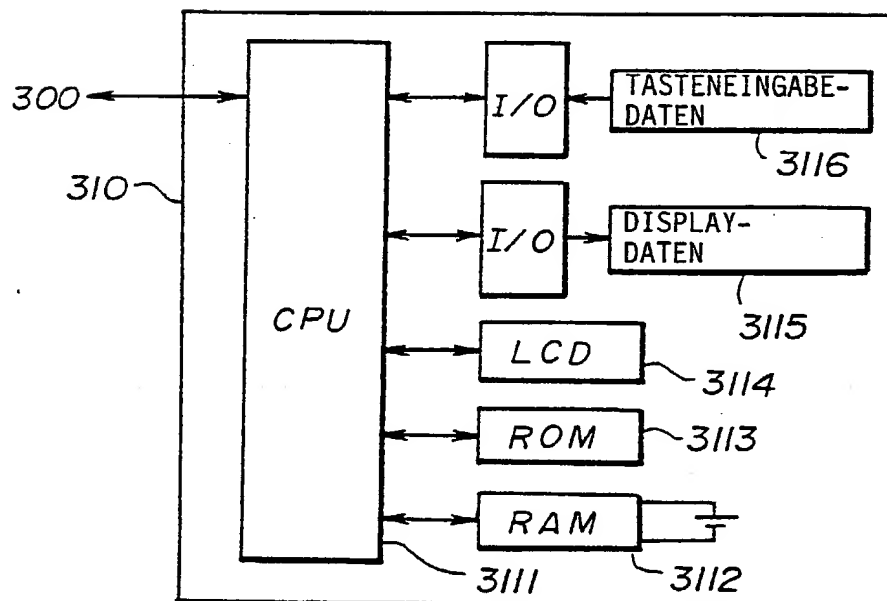 300
310
CPU
3111
I/O
TASTENEINGABE-
DATEN
3116
I/O
DISPLAY-
DATEN
3115
LCD
3114
ROM
3113
RAM
3112